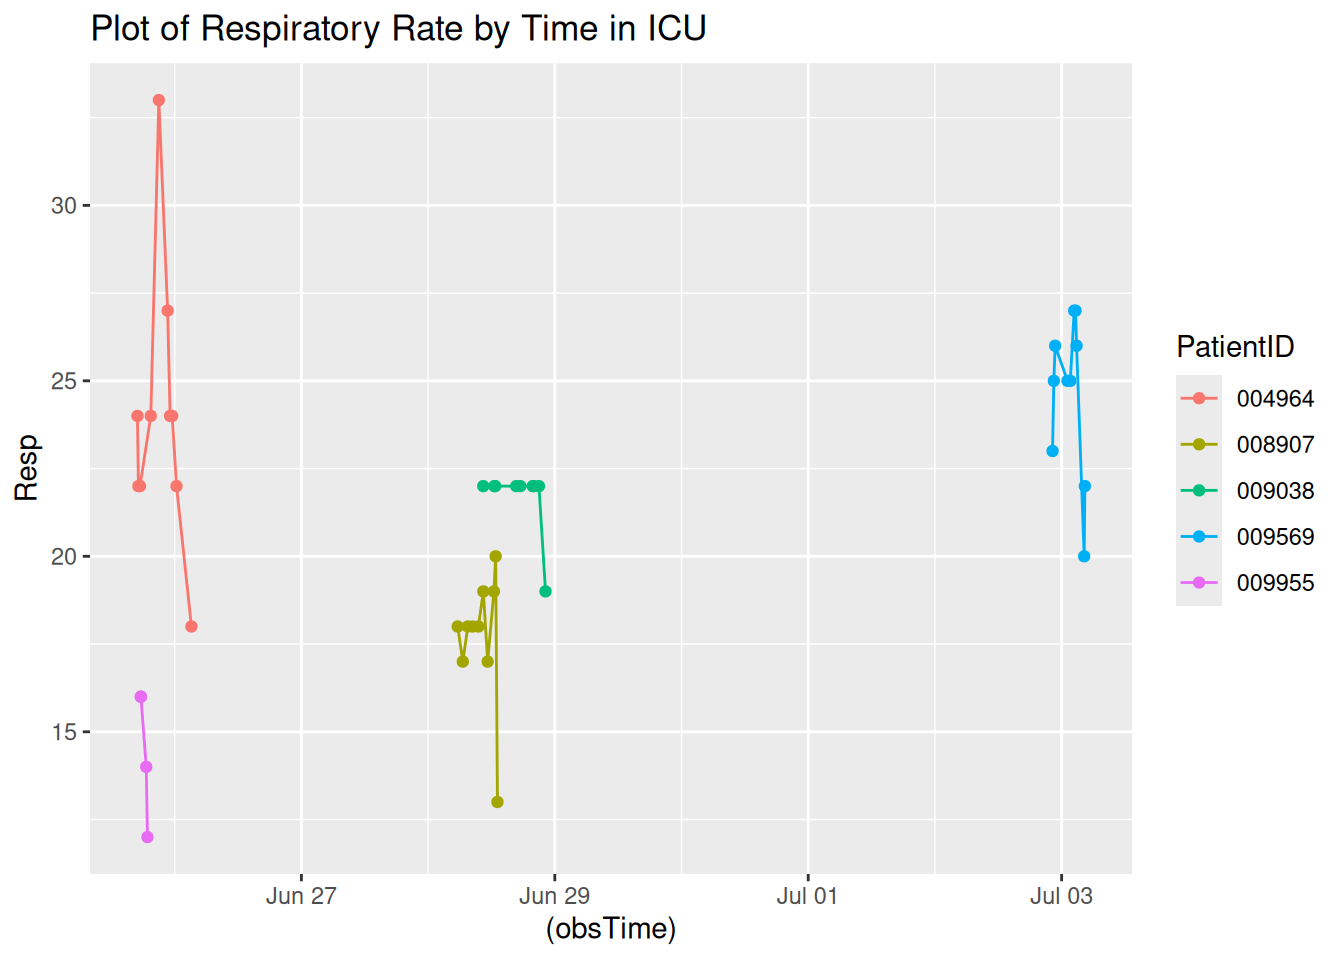 Plot of Respiratory Rate by Time in ICU
Resp
30
25
20
15
Jun 27
Jun 29
Jul 01
Jul 03
(obsTime)
PatientID
004964
008907
009038
009569
009955